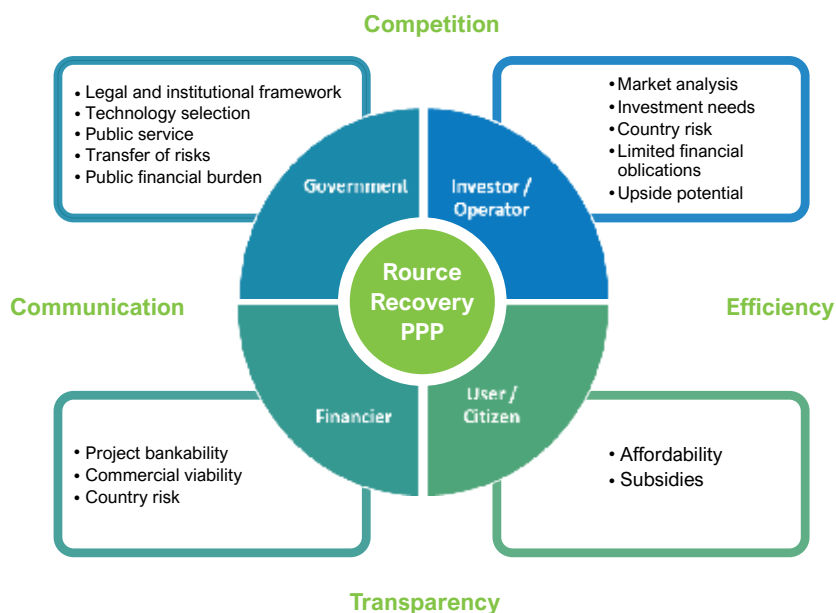 Competition
• Legal and institutional framework
• Technology selection
• Public service
• Transfer of risks
• Public financial burden
• Market analysis
• Investment needs
• Country risk
• Limited financial
oblications
• Upside potential
Government
Investor /
Operator
Rource
Recovery
PPP
Communication
Efficiency
Financier
User /
Citizen
• Project bankability
• Commercial viability
• Country risk
• Affordability
• Subsidies
Transparency